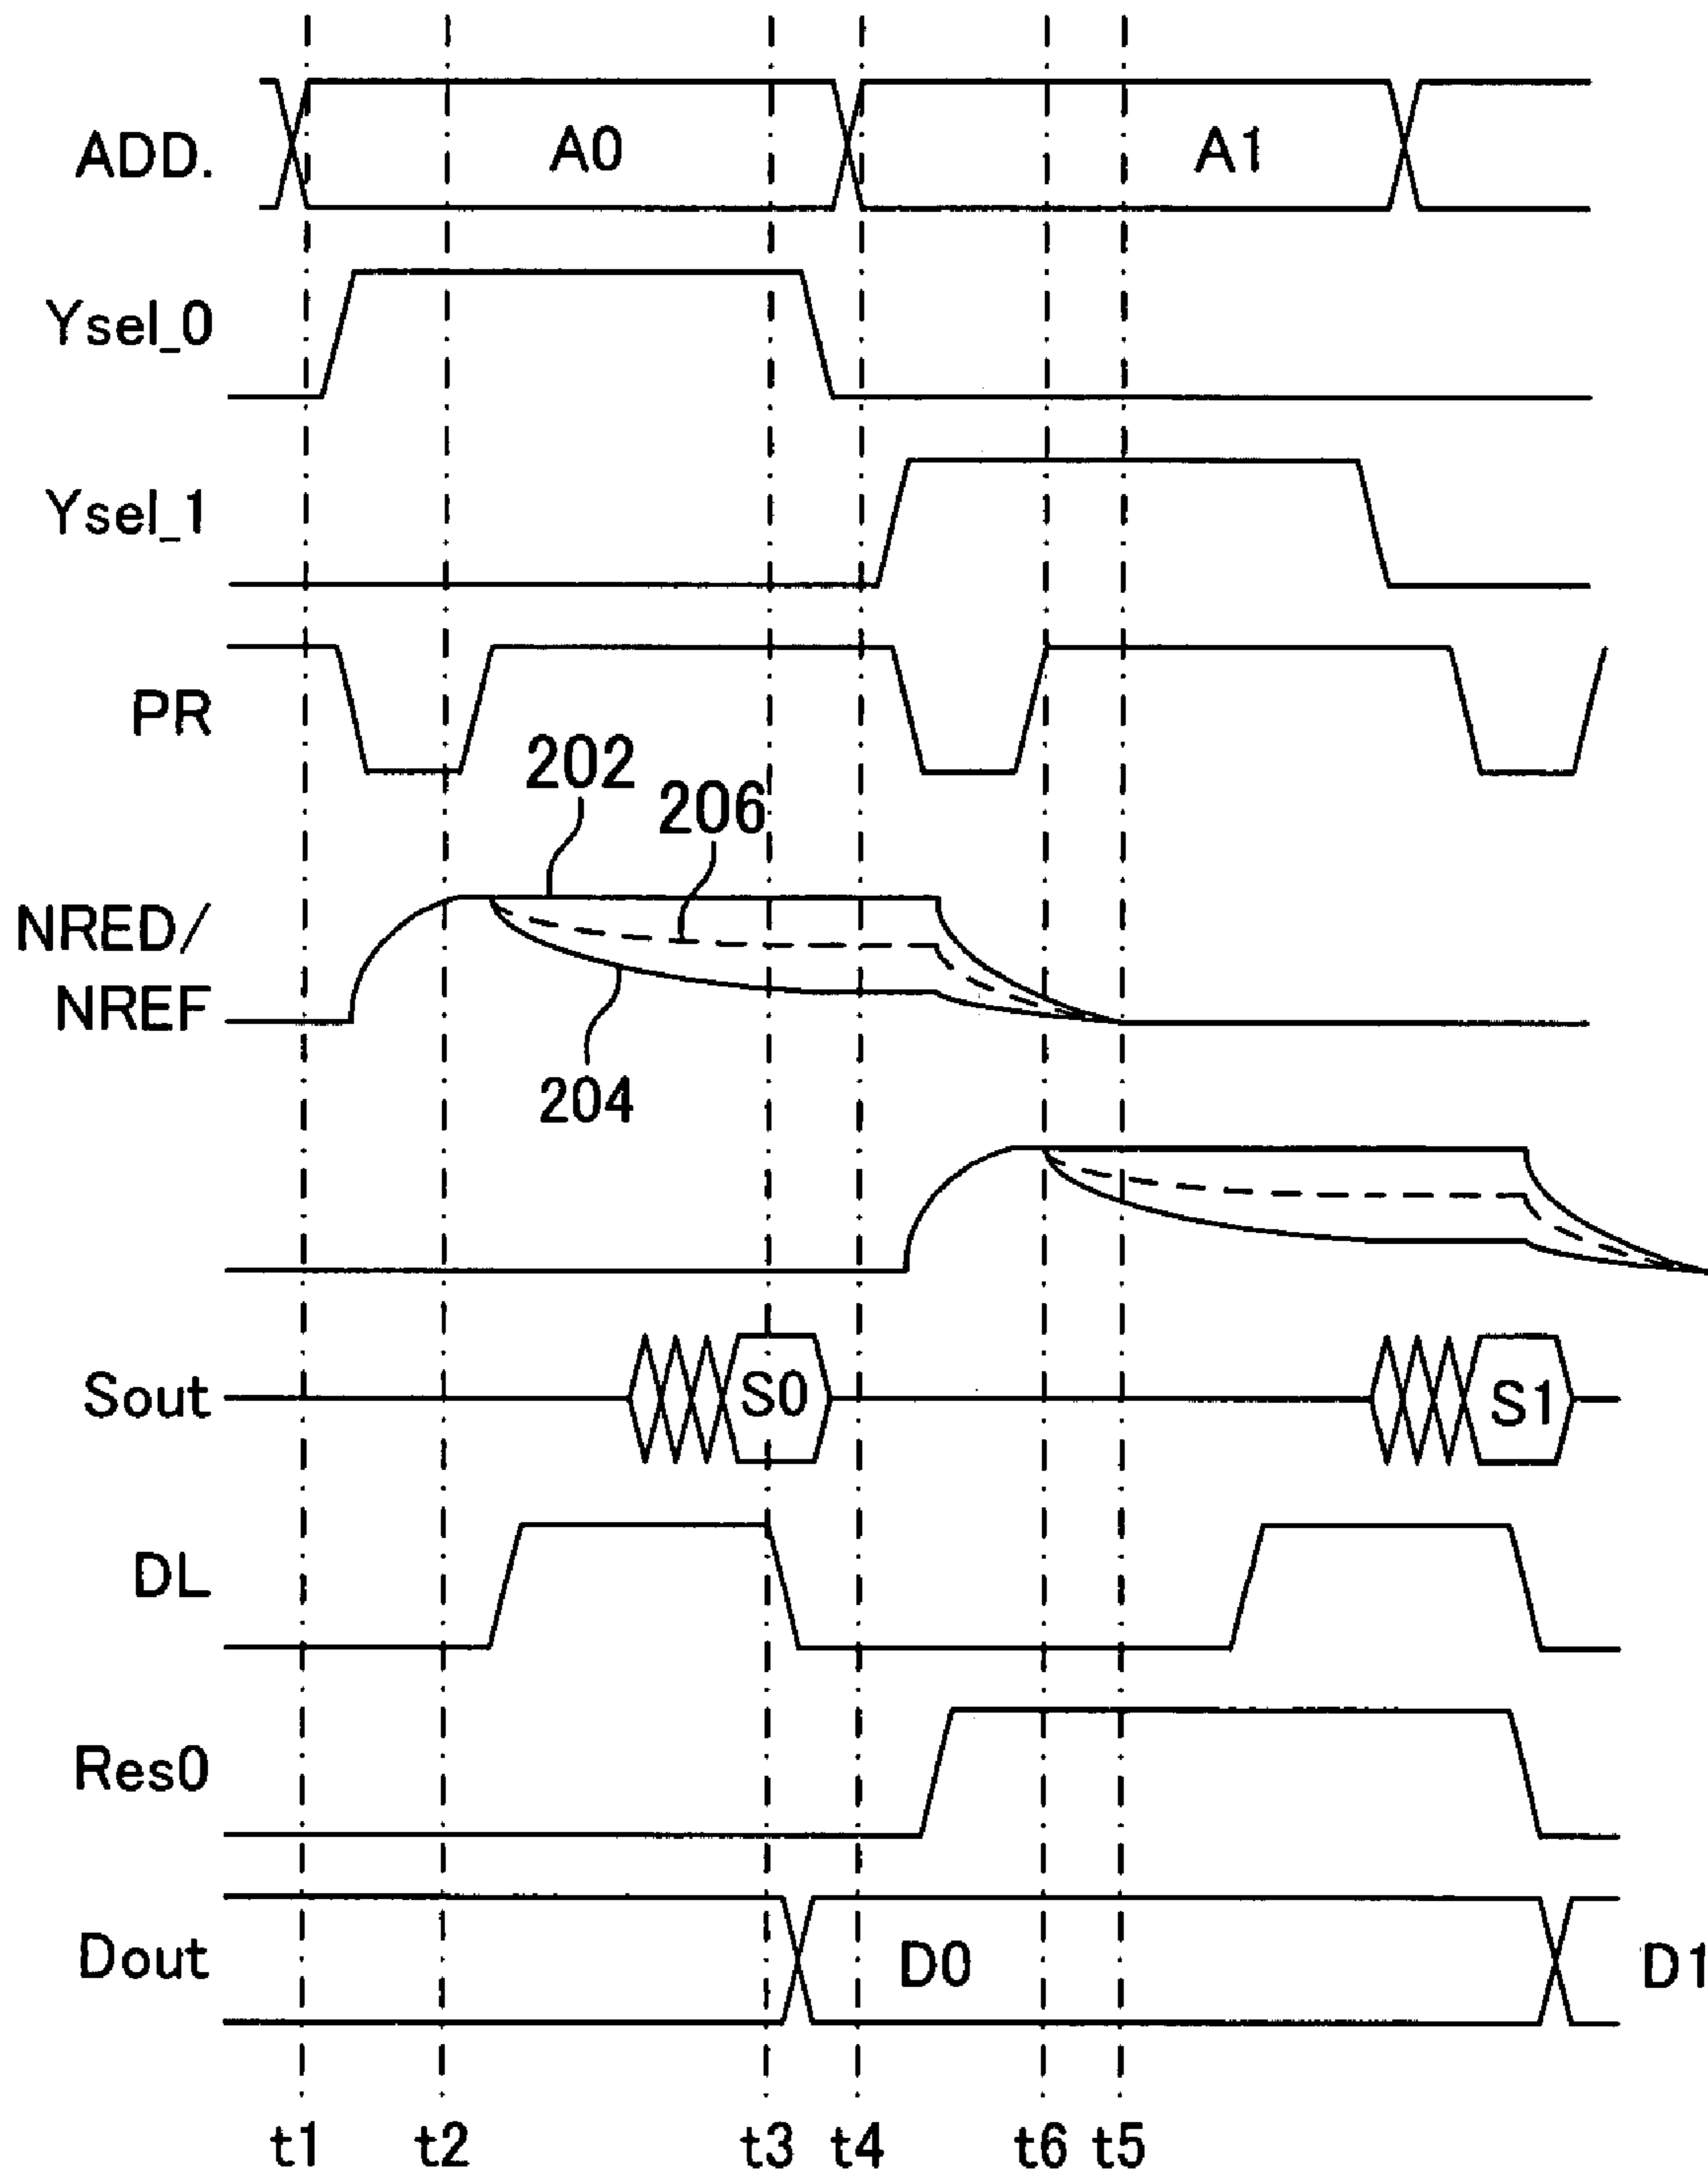 ADD.
A0
A1
Ysel_0
Ysel_1
PR
202
206
NRED/
NREF
204
Sout
S0
S1
DL
Res0
Dout
D0
D1
t1 t2 t3 t4 t6 t5